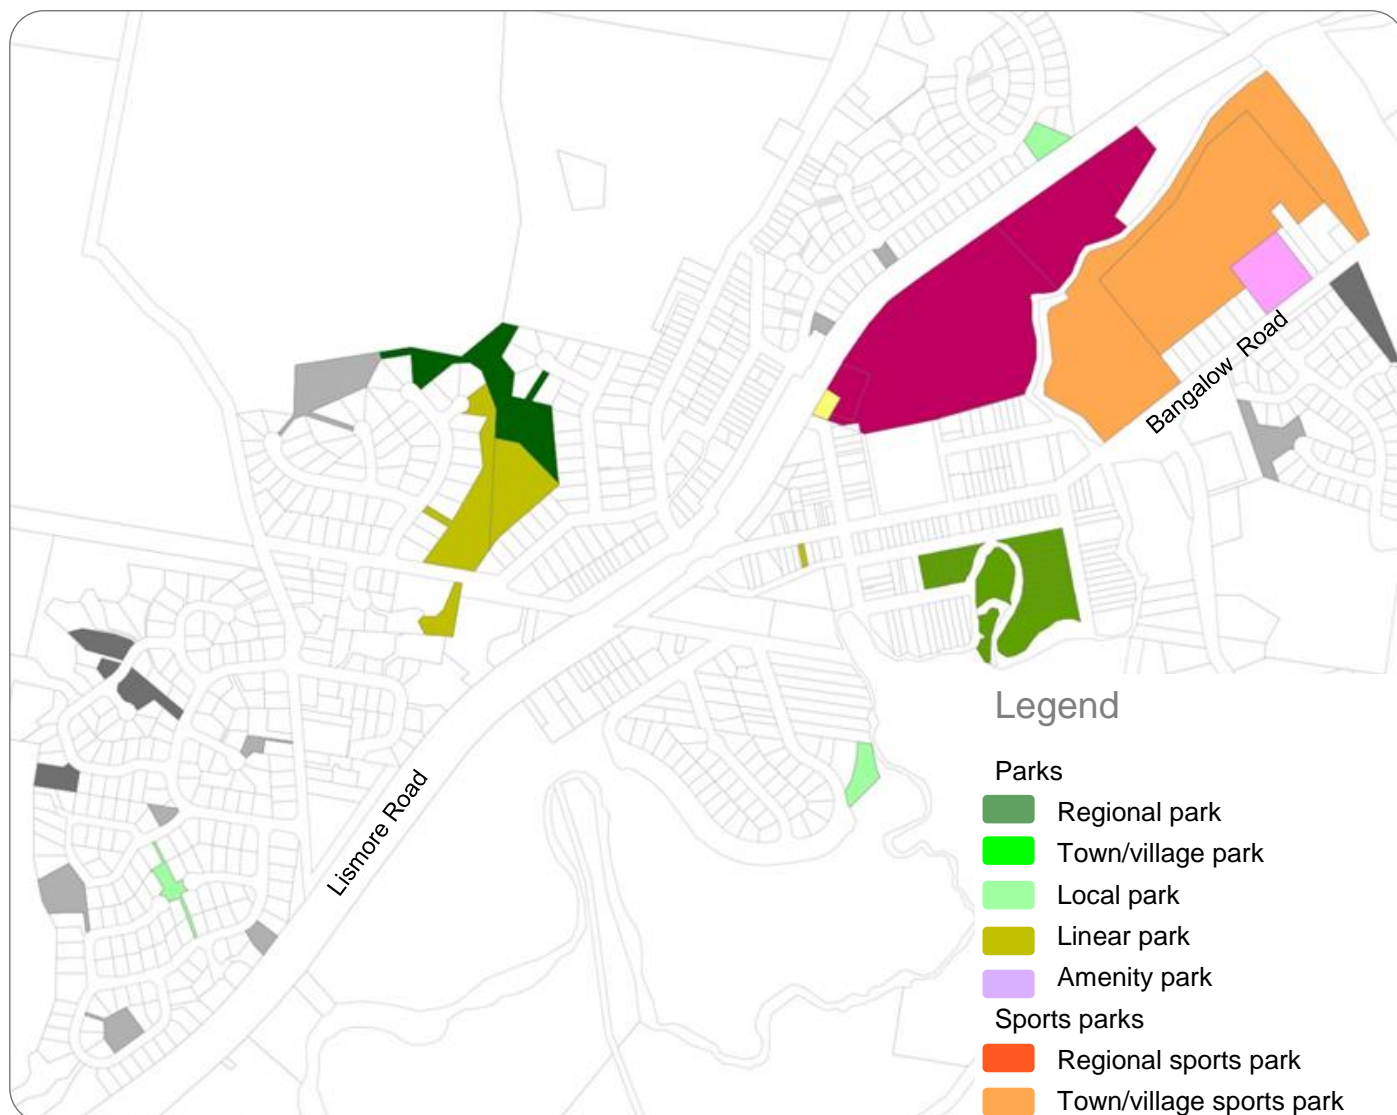 Bangalow Road
Lismore Road
Legend
Parks
Regional park
Town/village park
Local park
Linear park
Amenity park
Sports parks
Regional sports park
Town/village sports park